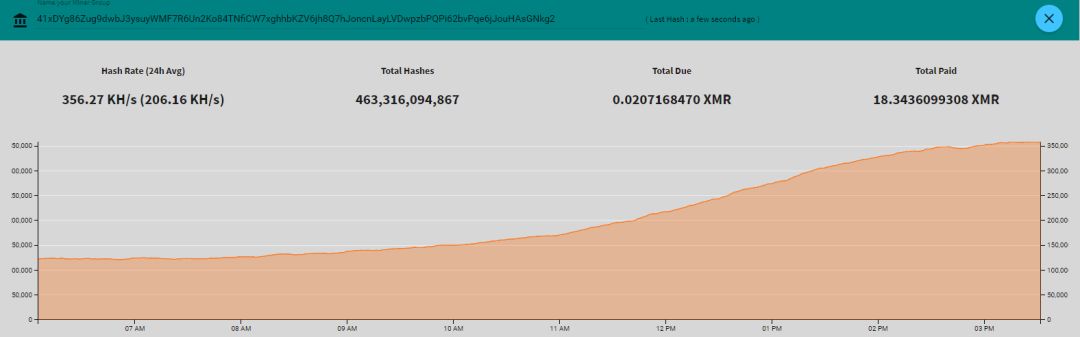 Name your Miner Group
41xDYg86Zug9dwbJ3ysuyWMF7R6Un2Ko84TNfiCW7xghhbKZV6jh8Q7hJoncnLayLVDwpzbPQPi62bvPqe6jJouHAsGNkg2 ( Last Hash : a few seconds ago )
Hash Rate (24h Avg) Total Hashes Total Due Total Paid
356.27 KH/s (206.16 KH/s) 463,316,094,867 0.0207168470 XMR 18.3436099308 XMR
50,000 350,00
00,000 300,00
50,000 250,00
00,000 200,00
50,000 150,00
00,000 100,00
50,000 50,000
0 0
07 AM 08 AM 09 AM 10 AM 11 AM 12 PM 01 PM 02 PM 03 PM